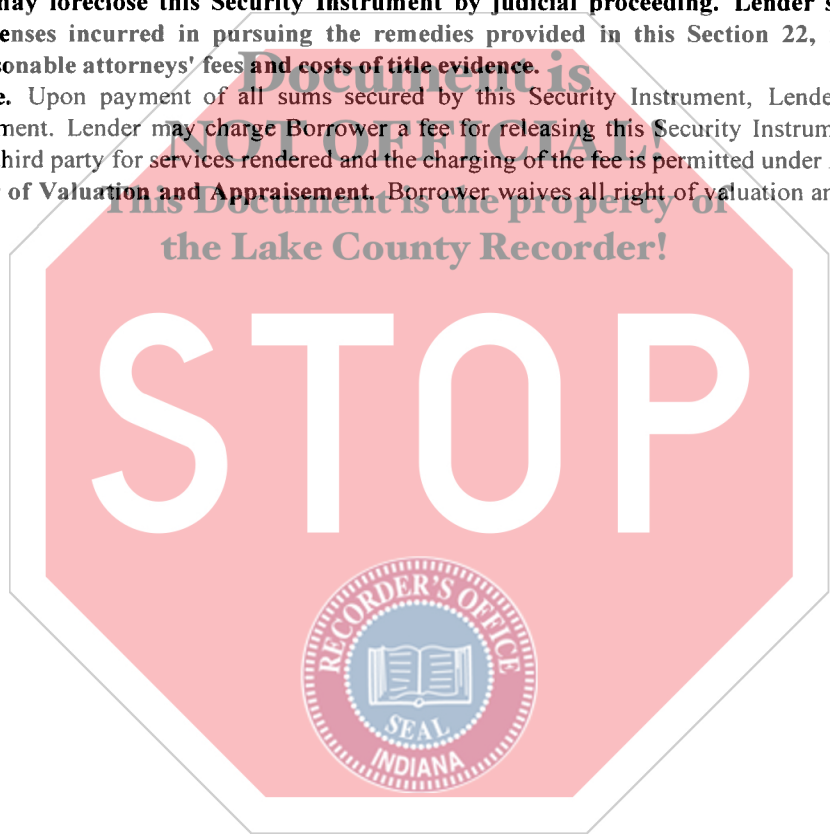 may foreclose this Security Instrument by judicial proceeding. Lender s
enses incurred in pursuing the remedies provided in this Section 22,
sonable attorneys' fees and costs of title evidence.
Document is
e. Upon payment of all sums secured by this Security Instrument, Lende
ment. Lender may charge Borrower a fee for releasing this Security Instrum
NOT OFFICIAL!
hird party for services rendered and the charging of the fee is permitted under
of Valuation and Appraisement. Borrower waives all right of valuation an
This Document is the property of
the Lake County Recorder!
STOP
RECORDER'S OFFICE
SEAL
INDIANA